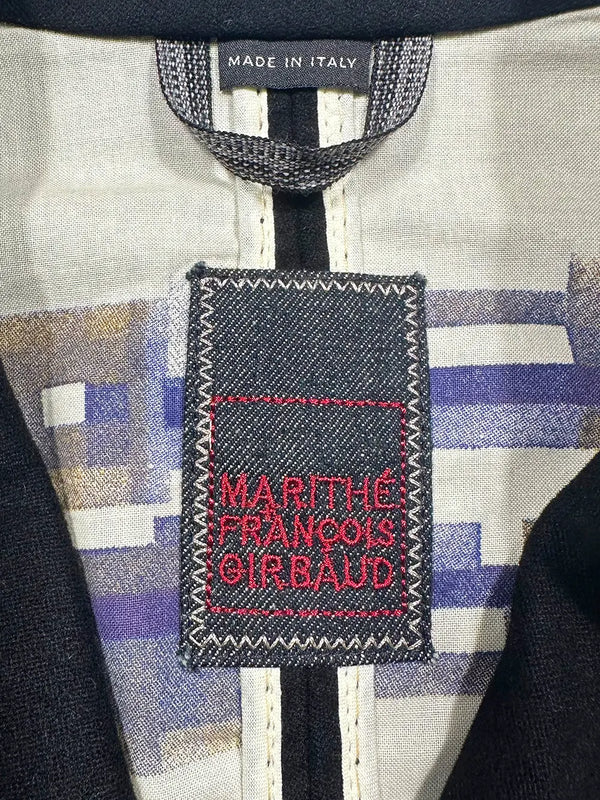 MADE IN ITALY
MARITHÉ
+
FRANÇOIS
GIRBAUD